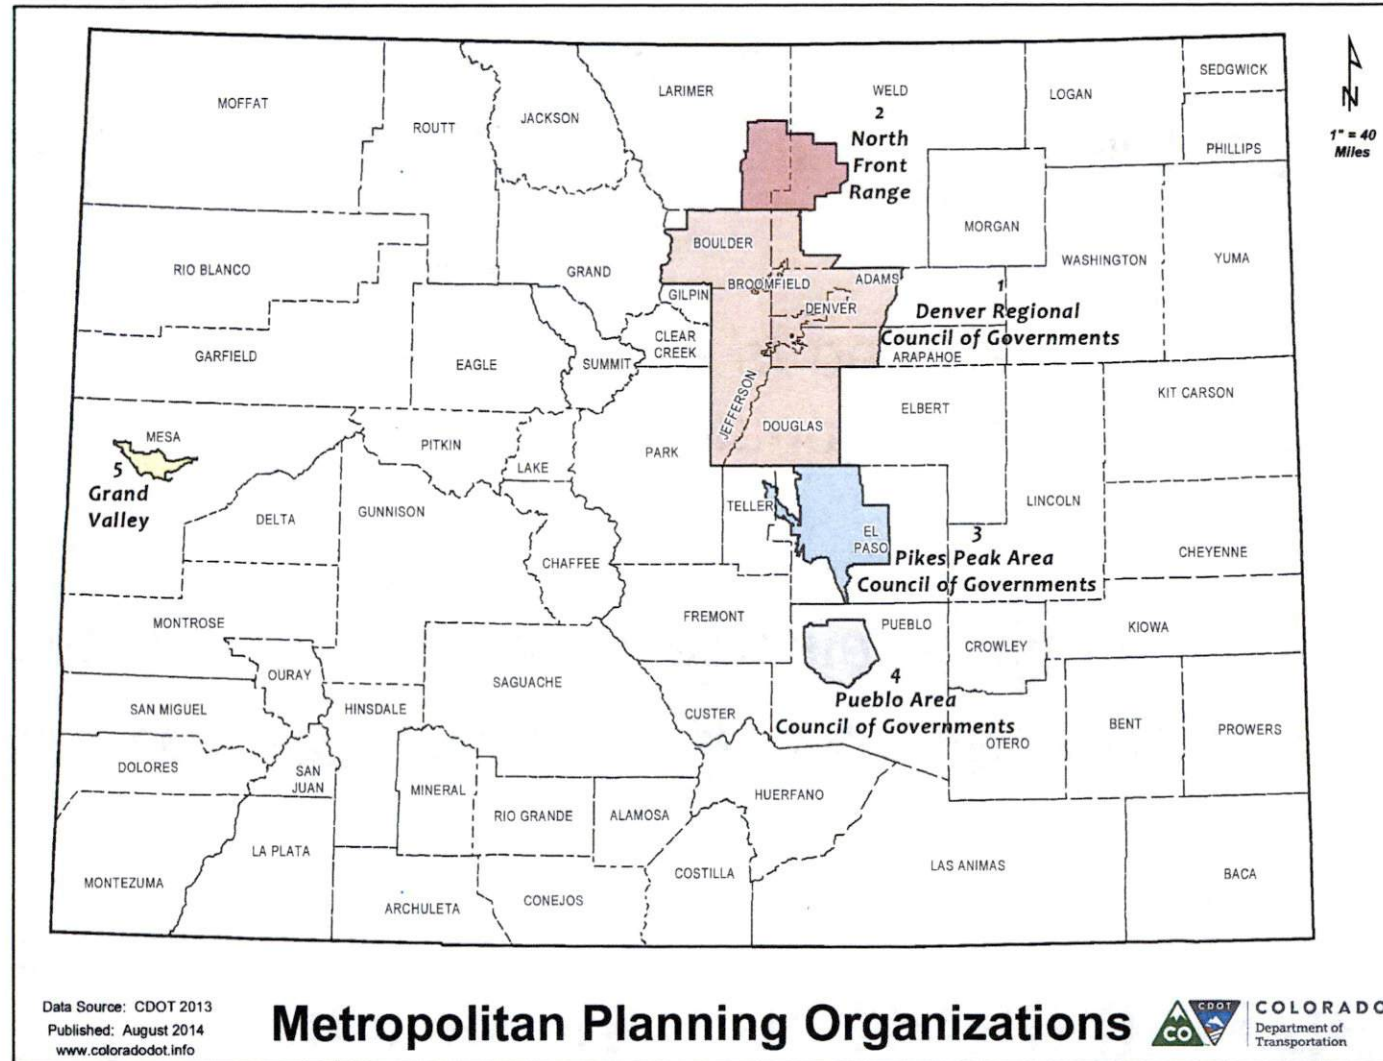 SEDGWICK
WELD
LARIMER
LOGAN
MOFFAT
2
JACKSON
ROUTT
North
Front
Range
1" = 40
Miles
PHILLIPS
MORGAN
BOULDER
WASHINGTON
YUMA
RIO BLANCO
GRAND
BROOMFIELD
ADAMS
1
GILPIN
DENVER
Denver Regional
Council of Governments
CLEAR
CREEK
GARFIELD
EAGLE
SUMMIT
ARAPAHOE
KIT CARSON
JEFFERSON
ELBERT
DOUGLAS
MESA
PITKIN
PARK
LAKE
5
Grand
Valley
LINCOLN
TELLER
GUNNISON
DELTA
EL
PASO
3
CHEYENNE
Pikes Peak Area
Council of Governments
CHAFFEE
FREMONT
MONTROSE
PUEBLO
KIOWA
CROWLEY
OURAY
4
SAGUACHE
Pueblo Area
Council of Governments
HINSDALE
SAN MIGUEL
CUSTER
BENT
PROWERS
OTERO
DOLORES
SAN
JUAN
MINERAL
HUERFANO
RIO GRANDE
ALAMOSA
LA PLATA
COSTILLA
LAS ANIMAS
BACA
MONTEZUMA
CONEJOS
ARCHULETA
N
Data Source: CDOT 2013
Published: August 2014
www.coloradodot.info
Metropolitan Planning Organizations
CO
CDOT
COLORADO
Department of
Transportation